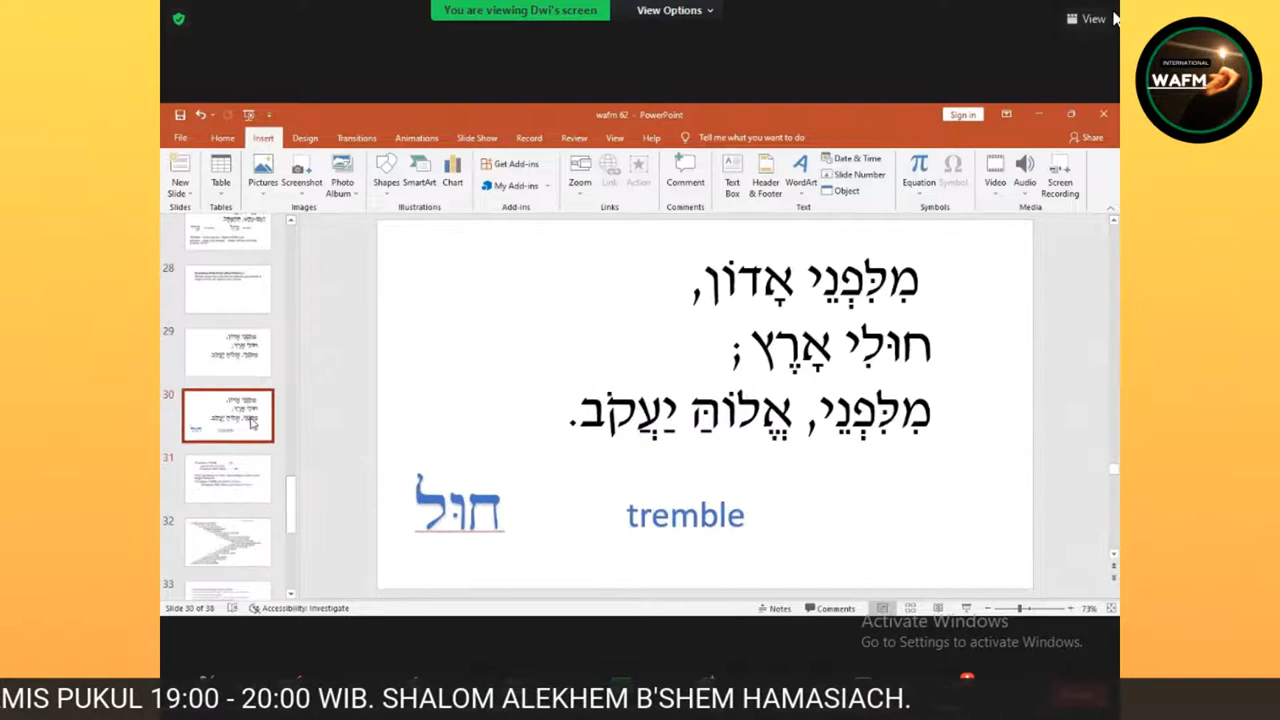 You are viewing Dwi's screen
View Options
View
INTERNATIONAL
WAFM
wafm 62 - PowerPoint
Sign in
File Home Insert Design Transitions Animations Slide Show Record Review View Help Tell me what you want to do
Share
New Slide
Table
Pictures
Screenshot
Photo Album
Shapes
SmartArt
Chart
Get Add-ins
My Add-ins
Zoom
Link
Action
Comment
Text Box
Header & Footer
WordArt
Date & Time
Slide Number
Object
Equation
Symbol
Video
Audio
Screen Recording
Slides
Tables
Images
Illustrations
Add-ins
Links
Comments
Text
Symbols
Media
28
29
30
31
32
33
מִלִּפְנֵי אָדוֹן,
חוּלִי אָרֶץ;
מִלִּפְנֵי, אֱלוֹהַּ יַעֲקֹב.
חוּל
tremble
Slide 30 of 38
Accessibility: Investigate
Notes
Comments
73%
Activate Windows
Go to Settings to activate Windows.
AMIS PUKUL 19:00 - 20:00 WIB. SHALOM ALEKHEM B'SHEM HAMASIACH.